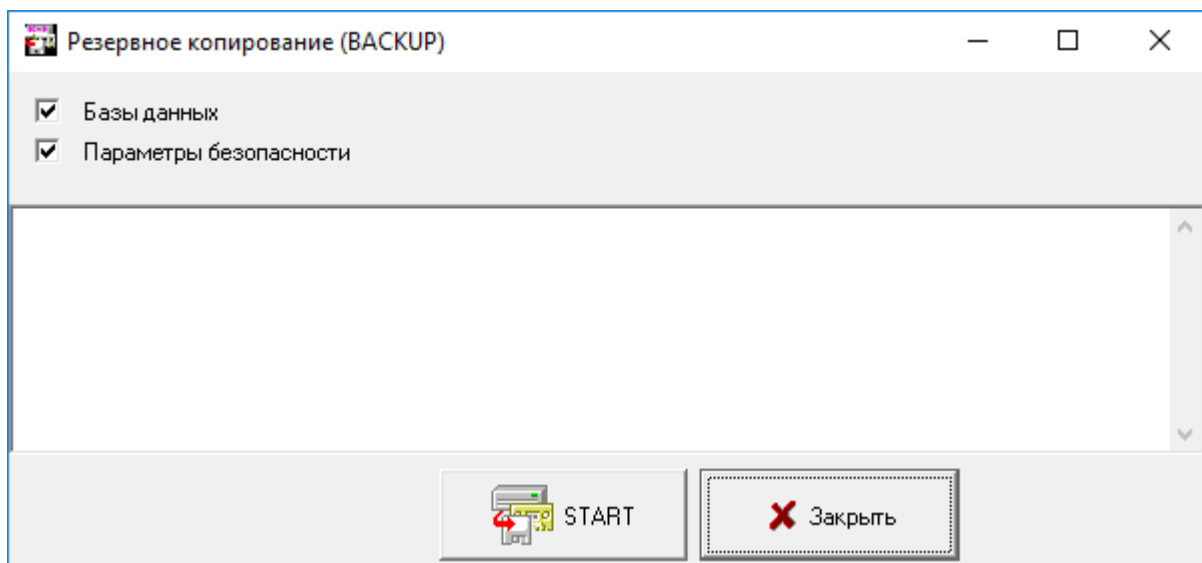 Резервное копирование (BACKUP)
Базы данных
Параметры безопасности
START
Закрыть